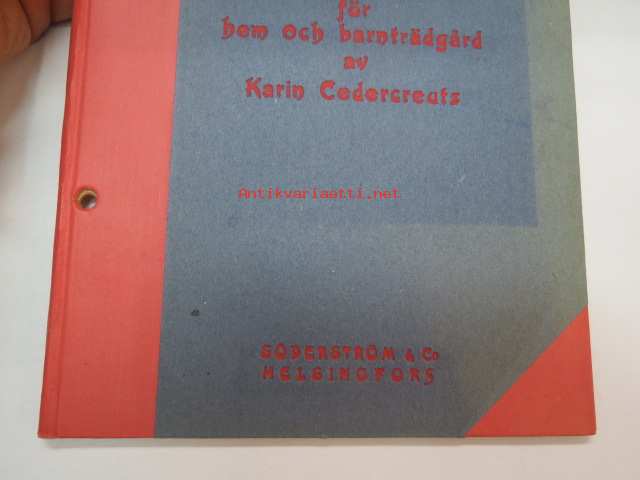 för
hem och barnträdgård
av
Karin Cedercreutz
Antikvariaatti.net
SÖDERSTRÖM & Co
HELSINGFORS